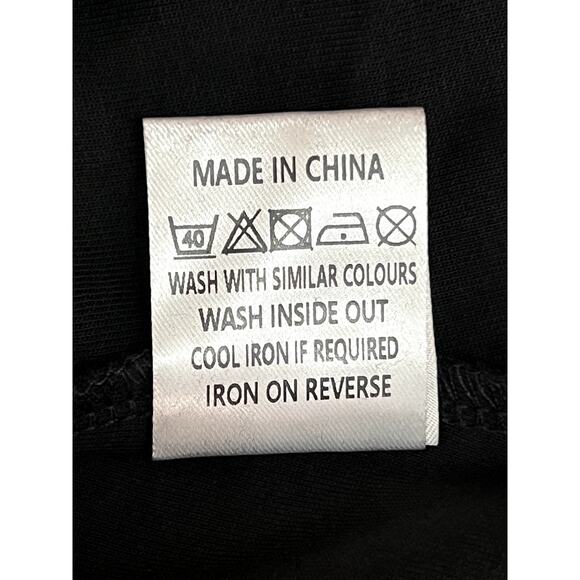 MADE IN CHINA
40
WASH WITH SIMILAR COLOURS
WASH INSIDE OUT
COOL IRON IF REQUIRED
IRON ON REVERSE